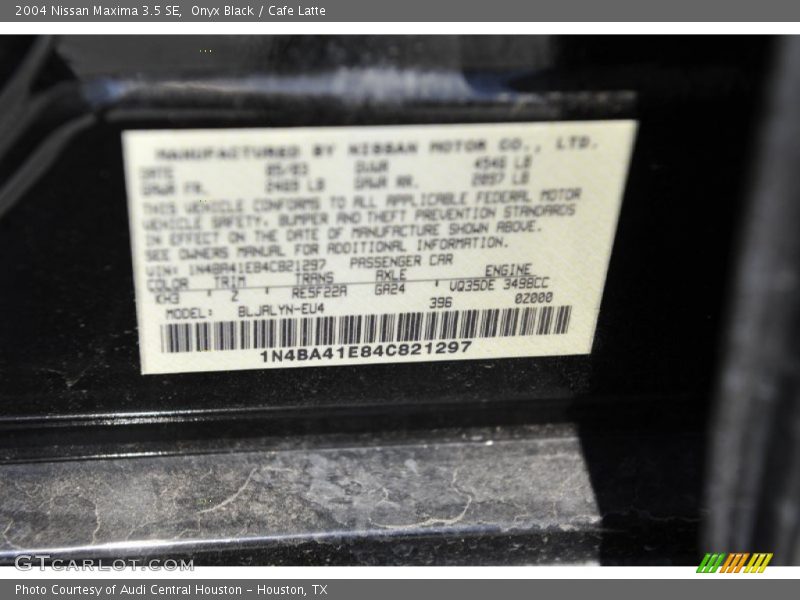 2004 Nissan Maxima 3.5 SE, Onyx Black / Cafe Latte
MANUFACTURED BY NISSAN MOTOR CO., LTD.
DATE 05/03 GVWR 4546 LB
GAWR FR. 2489 LB GAWR RR. 2097 LB
THIS VEHICLE CONFORMS TO ALL APPLICABLE FEDERAL MOTOR
VEHICLE SAFETY, BUMPER AND THEFT PREVENTION STANDARDS
IN EFFECT ON THE DATE OF MANUFACTURE SHOWN ABOVE.
SEE OWNERS MANUAL FOR ADDITIONAL INFORMATION.
VIN: 1N4BA41E84C821297 PASSENGER CAR
COLOR TRIM TRANS AXLE ENGINE
KH3 Z RE5F22A GA24 VQ35DE 3498CC
MODEL: BLJALYN-EU4 396 0Z000
1N4BA41E84C821297
GTCARLOT.COM
Photo Courtesy of Audi Central Houston - Houston, TX